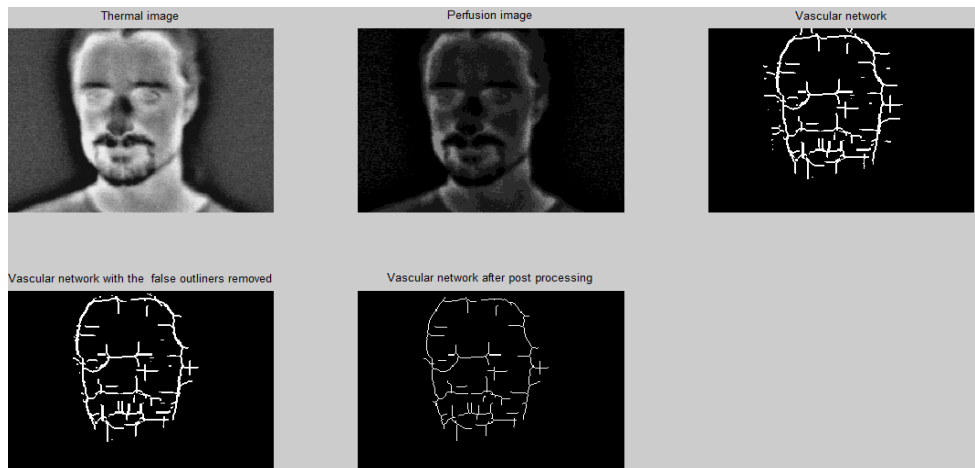 Thermal image
Perfusion image
Vascular network
Vascular network with the false outliners removed
Vascular network after post processing